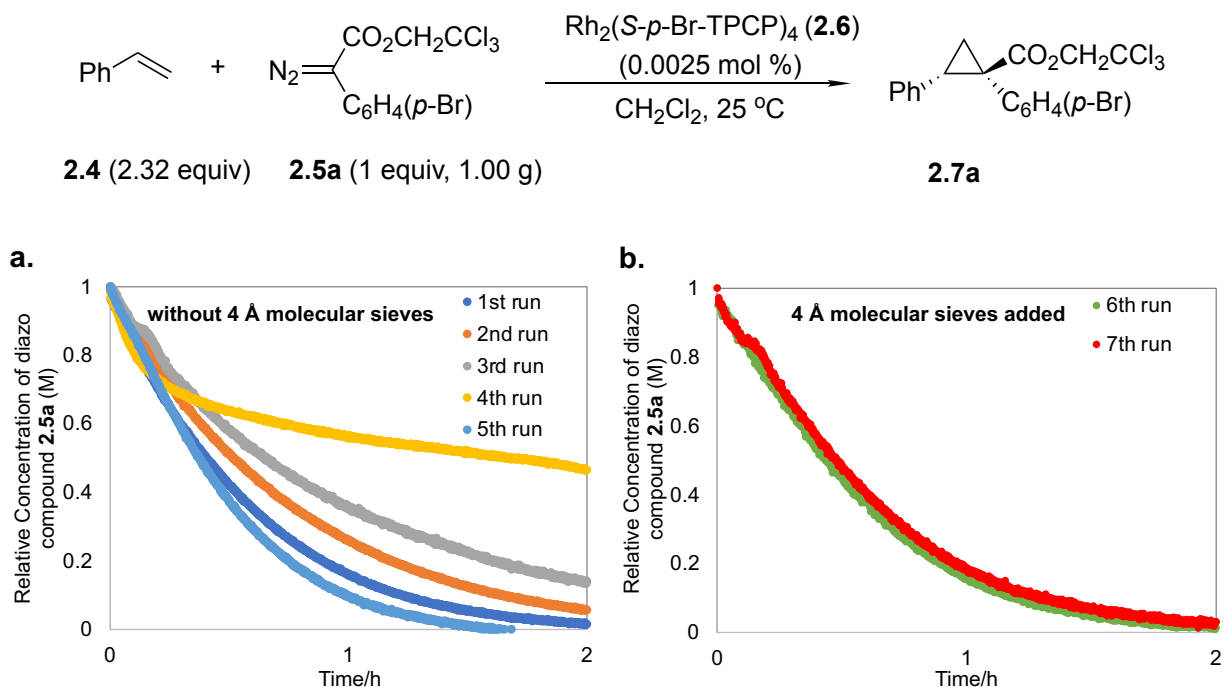 Ph
+
N2
CO2CH2CCl3
C6H4(p-Br)
Rh2(S-p-Br-TPCP)4 (2.6)
(0.0025 mol %)
CH2Cl2, 25 oC
Ph
CO2CH2CCl3
C6H4(p-Br)
2.4 (2.32 equiv)
2.5a (1 equiv, 1.00 g)
2.7a
a.
without 4 Å molecular sieves
1st run
2nd run
3rd run
4th run
5th run
Relative Concentration of diazo
compound 2.5a (M)
1
0.8
0.6
0.4
0.2
0
0
1
2
Time/h
b.
4 Å molecular sieves added
6th run
7th run
Relative Concentration of diazo
compound 2.5a (M)
1
0.8
0.6
0.4
0.2
0
0
1
2
Time/h